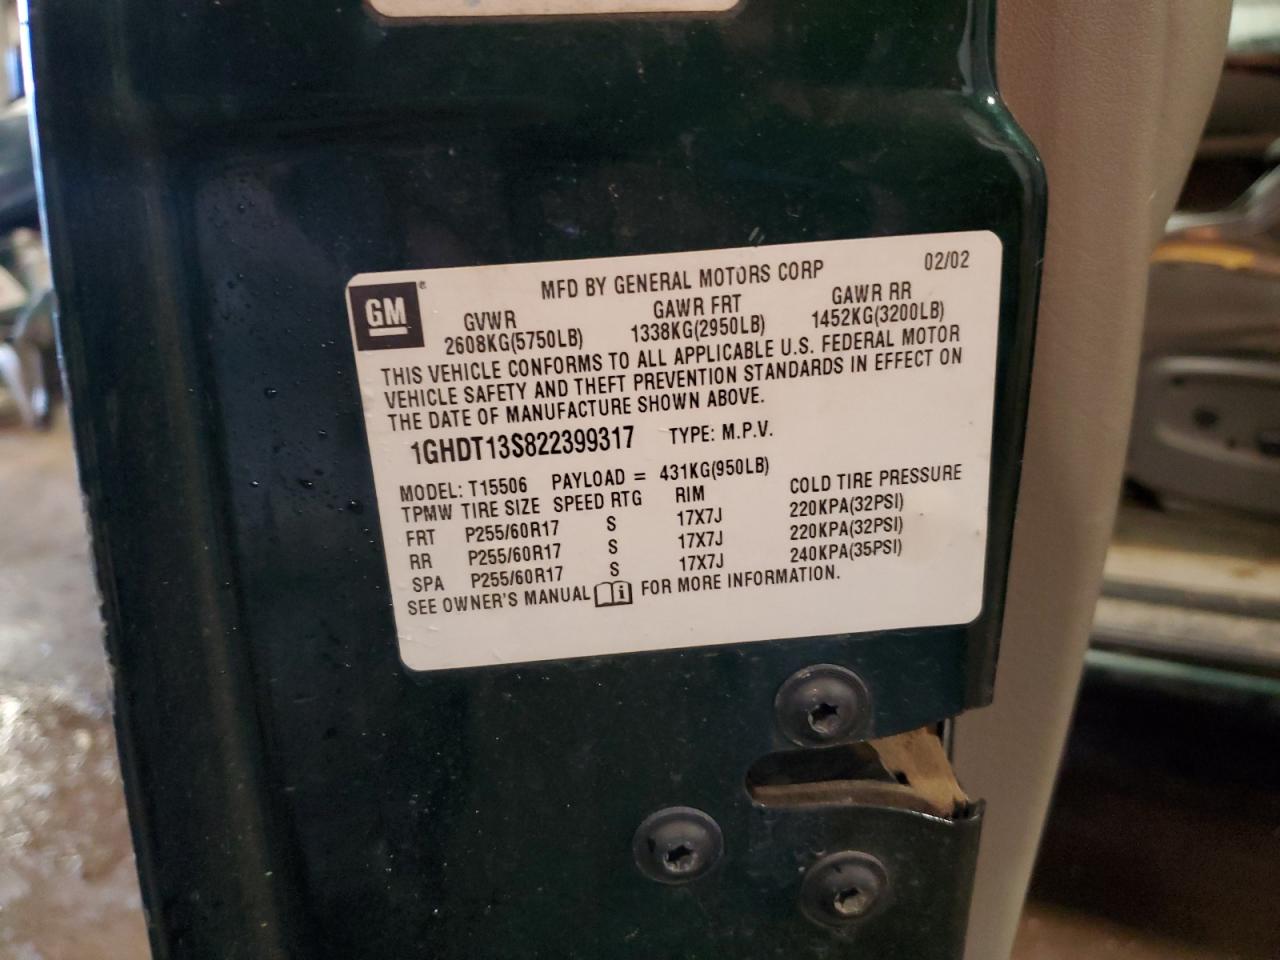 GM®
MFD BY GENERAL MOTORS CORP 02/02
GVWR GAWR FRT GAWR RR
2608KG(5750LB) 1338KG(2950LB) 1452KG(3200LB)
THIS VEHICLE CONFORMS TO ALL APPLICABLE U.S. FEDERAL MOTOR
VEHICLE SAFETY AND THEFT PREVENTION STANDARDS IN EFFECT ON
THE DATE OF MANUFACTURE SHOWN ABOVE.
1GHDT13S822399317 TYPE: M.P.V.
MODEL: T15506 PAYLOAD = 431KG(950LB)
TPMW TIRE SIZE SPEED RTG RIM COLD TIRE PRESSURE
FRT P255/60R17 S 17X7J 220KPA(32PSI)
RR P255/60R17 S 17X7J 220KPA(32PSI)
SPA P255/60R17 S 17X7J 240KPA(35PSI)
SEE OWNER'S MANUAL i FOR MORE INFORMATION.